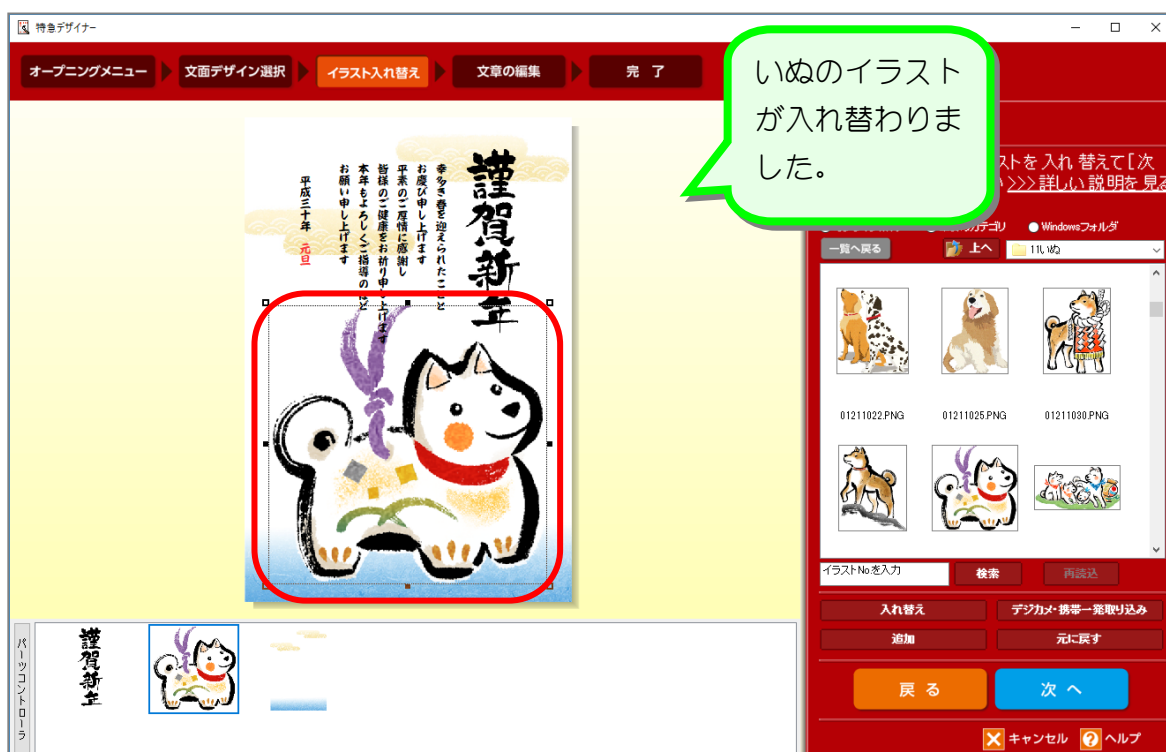 特急デザイナー
オープニングメニュー
文面デザイン選択
イラスト入れ替え
文章の編集
完 了
いぬのイラスト
が入れ替わりま
した。
ストを 入れ 替えて [次
>>> 詳しい 説明を 見る
Windowsフォルダ
一覧へ戻る
上へ
11いぬ
01211022.PNG
01211025.PNG
01211030.PNG
イラストNo.を入力
検索
再読込
入れ替え
デジカメ・携帯一発取り込み
追加
元に戻す
戻 る
次 へ
キャンセル
ヘルプ
謹賀新年
幸多き春を迎えられたことと
お慶び申し上げます
平素のご厚情に感謝し
皆様のご健康をお祈り申し上げます
本年もよろしくご指導のほど
お願い申し上げます
平成三十年 元旦
パーツコントローラ
謹賀新年